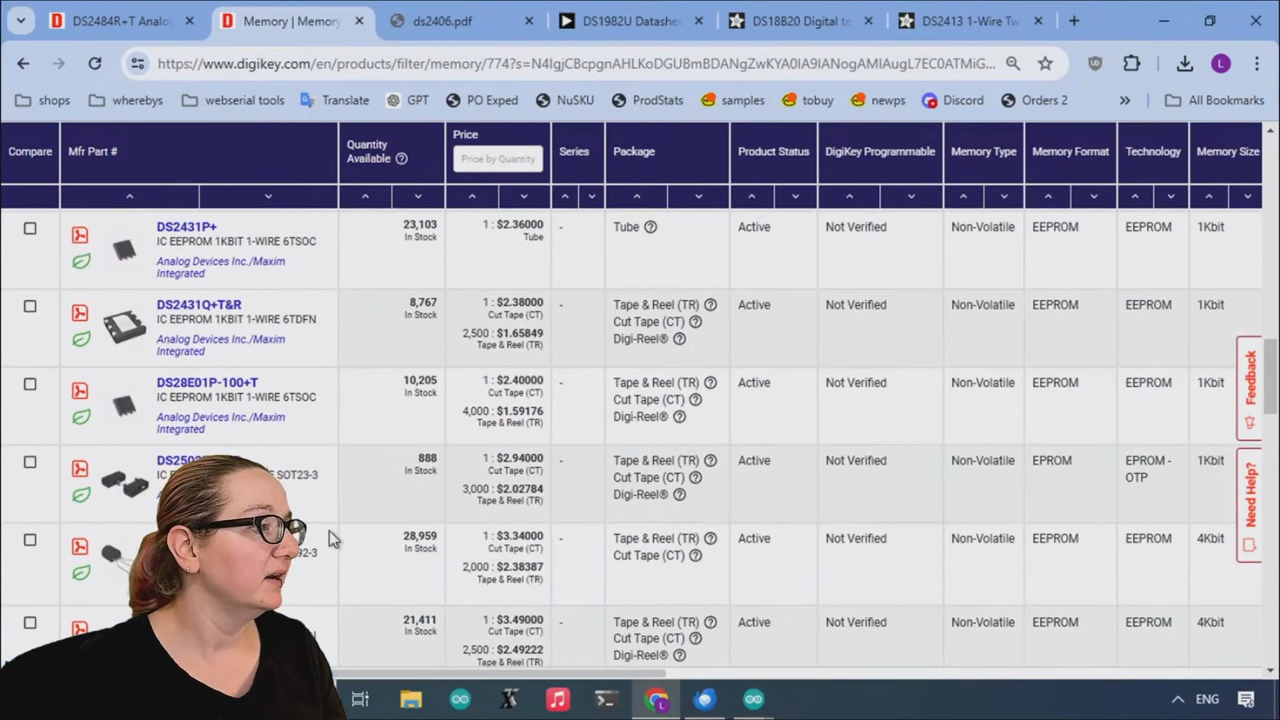 DS2484R+T Analo
Memory | Memory
ds2406.pdf
DS1982U Datashe
DS18B20 Digital te
DS2413 1-Wire Tw
https://www.digikey.com/en/products/filter/memory/774?s=N4IgjCBcpgnAHLKoDGUBmBDANgZwKYA0IA9lANogAMIAugL7EC0ATMiG...
shops
wherebys
webserial tools
Translate
GPT
PO Exped
NuSKU
ProdStats
samples
tobuy
newps
Discord
Orders 2
All Bookmarks
Compare
Mfr Part #
Quantity
Available
Price
Price by Quantity
Series
Package
Product Status
DigiKey Programmable
Memory Type
Memory Format
Technology
Memory Size
DS2431P+
IC EEPROM 1KBIT 1-WIRE 6TSOC
Analog Devices Inc./Maxim
Integrated
23,103
In Stock
1 : $2.36000
Tube
-
Tube
Active
Not Verified
Non-Volatile
EEPROM
EEPROM
1Kbit
DS2431Q+T&R
IC EEPROM 1KBIT 1-WIRE 6TDFN
Analog Devices Inc./Maxim
Integrated
8,767
In Stock
1 : $2.38000
Cut Tape (CT)
2,500 : $1.65849
Tape & Reel (TR)
-
Tape & Reel (TR)
Cut Tape (CT)
Digi-Reel®
Active
Not Verified
Non-Volatile
EEPROM
EEPROM
1Kbit
DS28E01P-100+T
IC EEPROM 1KBIT 1-WIRE 6TSOC
Analog Devices Inc./Maxim
Integrated
10,205
In Stock
1 : $2.40000
Cut Tape (CT)
4,000 : $1.59176
Tape & Reel (TR)
-
Tape & Reel (TR)
Cut Tape (CT)
Digi-Reel®
Active
Not Verified
Non-Volatile
EEPROM
EEPROM
1Kbit
DS250
IC E
SOT23-3
888
In Stock
1 : $2.94000
Cut Tape (CT)
3,000 : $2.02784
Tape & Reel (TR)
-
Tape & Reel (TR)
Cut Tape (CT)
Digi-Reel®
Active
Not Verified
Non-Volatile
EPROM
EPROM -
OTP
1Kbit
92-3
28,959
In Stock
1 : $3.34000
Cut Tape (CT)
2,000 : $2.38387
Tape & Reel (TR)
-
Tape & Reel (TR)
Cut Tape (CT)
Active
Not Verified
Non-Volatile
EEPROM
EEPROM
4Kbit
21,411
In Stock
1 : $3.49000
Cut Tape (CT)
2,500 : $2.49222
Tape & Reel (TR)
-
Tape & Reel (TR)
Cut Tape (CT)
Digi-Reel®
Active
Not Verified
Non-Volatile
EEPROM
EEPROM
4Kbit
Feedback
Need Help?
ENG